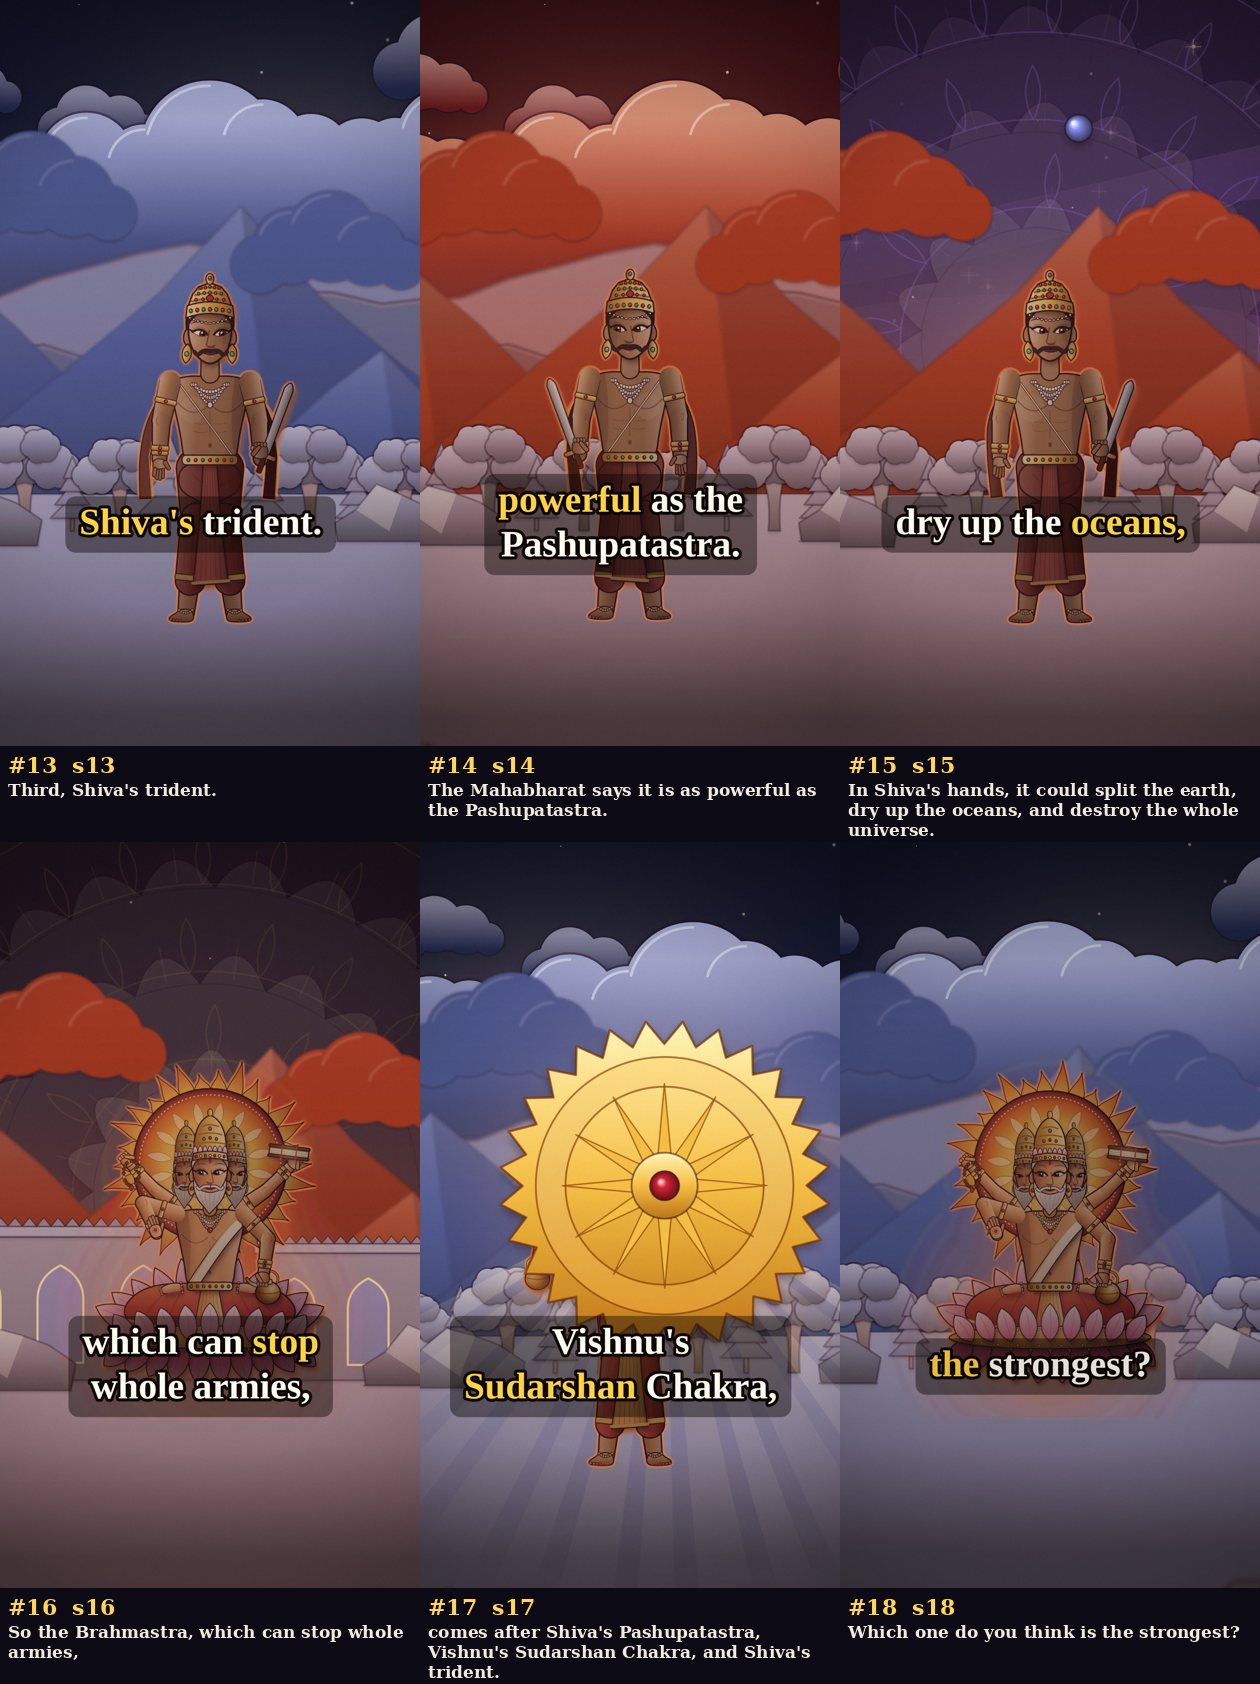 Shiva's trident.
powerful as the
Pashupatastra.
dry up the oceans,
#13 s13
Third, Shiva's trident.
#14 s14
The Mahabharat says it is as powerful as
the Pashupatastra.
#15 s15
In Shiva's hands, it could split the earth,
dry up the oceans, and destroy the whole
universe.
which can stop
whole armies,
Vishnu's
Sudarshan Chakra,
the strongest?
#16 s16
So the Brahmastra, which can stop whole
armies,
#17 s17
comes after Shiva's Pashupatastra,
Vishnu's Sudarshan Chakra, and Shiva's
trident.
#18 s18
Which one do you think is the strongest?